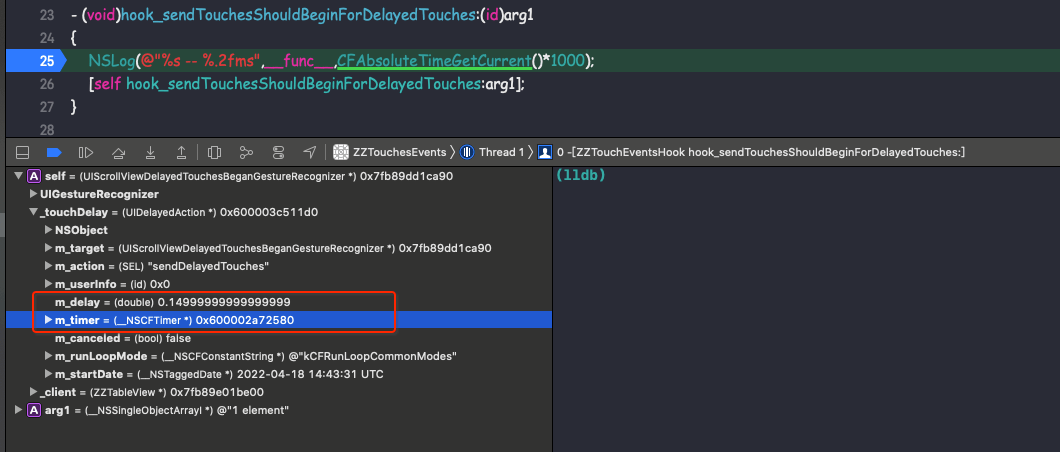 23 - (void)hook_sendTouchesShouldBeginForDelayedTouches:(id)arg1
24 {
25 NSLog(@"%s -- %.2fms",__func__,CFAbsoluteTimeGetCurrent()*1000);
26 [self hook_sendTouchesShouldBeginForDelayedTouches:arg1];
27 }
28
ZZTouchesEvents 〉 Thread 1 〉 0 -[ZZTouchEventsHook hook_sendTouchesShouldBeginForDelayedTouches:]
A self = (UIScrollViewDelayedTouchesBeganGestureRecognizer *) 0x7fb89dd1ca90
UIGestureRecognizer
_touchDelay = (UIDelayedAction *) 0x600003c511d0
NSObject
m_target = (UIScrollViewDelayedTouchesBeganGestureRecognizer *) 0x7fb89dd1ca90
m_action = (SEL) "sendDelayedTouches"
m_userInfo = (id) 0x0
m_delay = (double) 0.14999999999999999
m_timer = (__NSCFTimer *) 0x600002a72580
m_canceled = (bool) false
m_runLoopMode = (__NSCFConstantString *) @"kCFRunLoopCommonModes"
m_startDate = (__NSTaggedDate *) 2022-04-18 14:43:31 UTC
_client = (ZZTableView *) 0x7fb89e01be00
A arg1 = (__NSSingleObjectArrayI *) @"1 element"
(lldb)